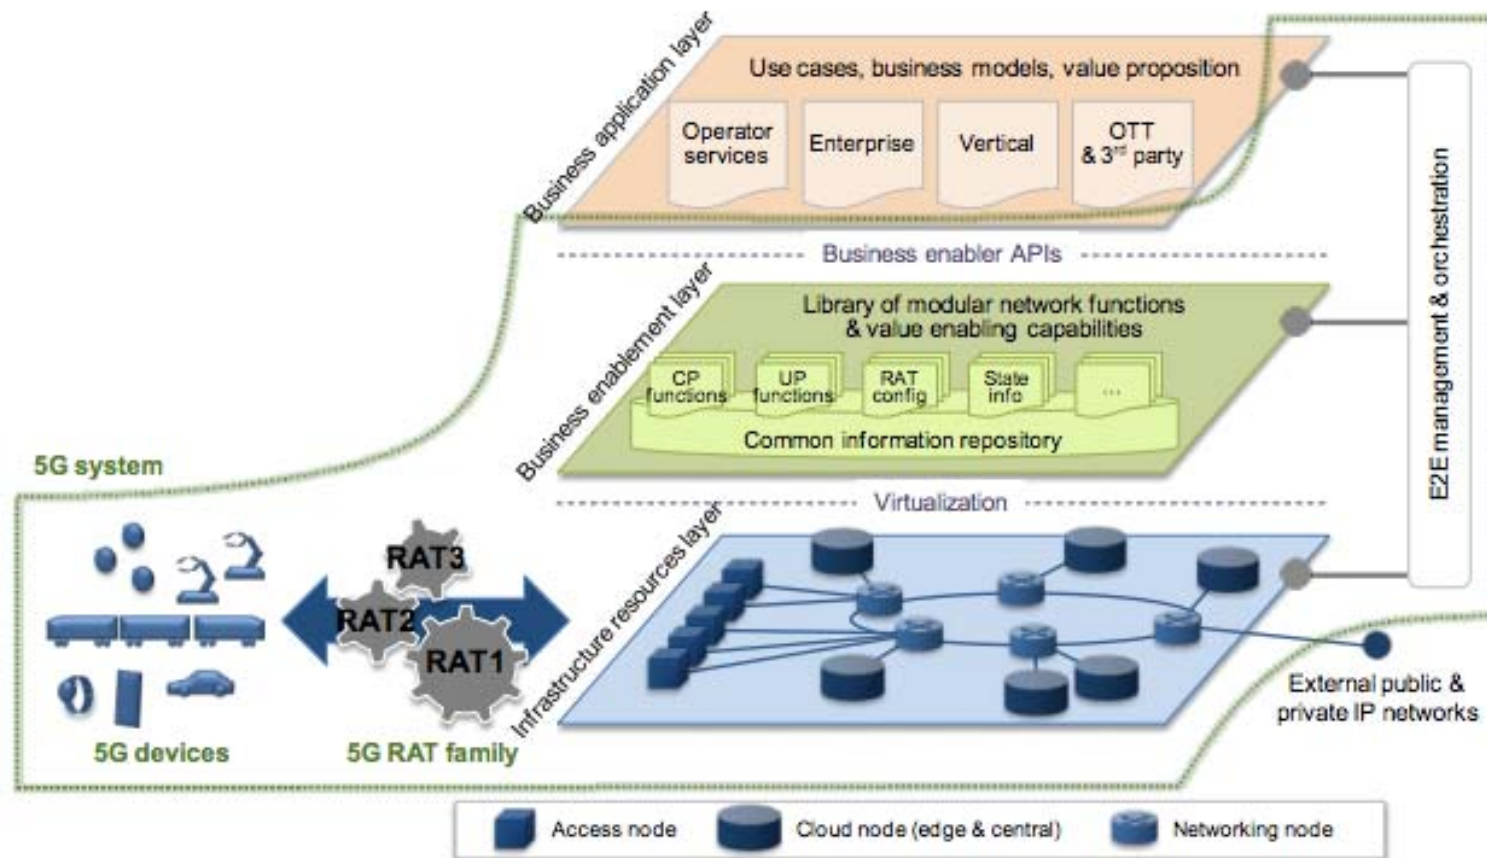 Business application layer
Use cases, business models, value proposition
Operator
services
Enterprise
Vertical
OTT
& 3rd party
Business enabler APIs
Business enablement layer
Library of modular network functions
& value enabling capabilities
CP
functions
UP
functions
RAT
config
State
info
...
Common information repository
Virtualization
E2E management & orchestration
5G system
RAT3
RAT2
RAT1
Infrastructure resources layer
5G devices
5G RAT family
External public &
private IP networks
Access node
Cloud node (edge & central)
Networking node